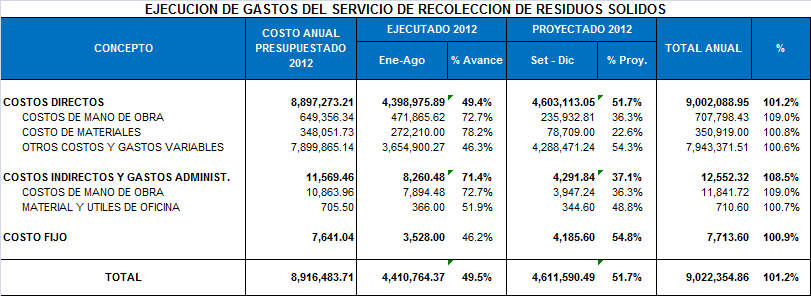 EJECUCION DE GASTOS DEL SERVICIO DE RECOLECCION DE RESIDUOS SOLIDOS
CONCEPTO COSTO ANUAL PRESUPUESTADO 2012 EJECUTADO 2012 PROYECTADO 2012 TOTAL ANUAL %
Ene-Ago % Avance Set - Dic % Proy.
COSTOS DIRECTOS 8,897,273.21 4,398,975.89 49.4% 4,603,113.05 51.7% 9,002,088.95 101.2%
COSTOS DE MANO DE OBRA 649,356.34 471,865.62 72.7% 235,932.81 36.3% 707,798.43 109.0%
COSTO DE MATERIALES 348,051.73 272,210.00 78.2% 78,709.00 22.6% 350,919.00 100.8%
OTROS COSTOS Y GASTOS VARIABLES 7,899,865.14 3,654,900.27 46.3% 4,288,471.24 54.3% 7,943,371.51 100.6%
COSTOS INDIRECTOS Y GASTOS ADMINIST. 11,569.46 8,260.48 71.4% 4,291.84 37.1% 12,552.32 108.5%
COSTOS DE MANO DE OBRA 10,863.96 7,894.48 72.7% 3,947.24 36.3% 11,841.72 109.0%
MATERIAL Y UTILES DE OFICINA 705.50 366.00 51.9% 344.60 48.8% 710.60 100.7%
COSTO FIJO 7,641.04 3,528.00 46.2% 4,185.60 54.8% 7,713.60 100.9%
TOTAL 8,916,483.71 4,410,764.37 49.5% 4,611,590.49 51.7% 9,022,354.86 101.2%